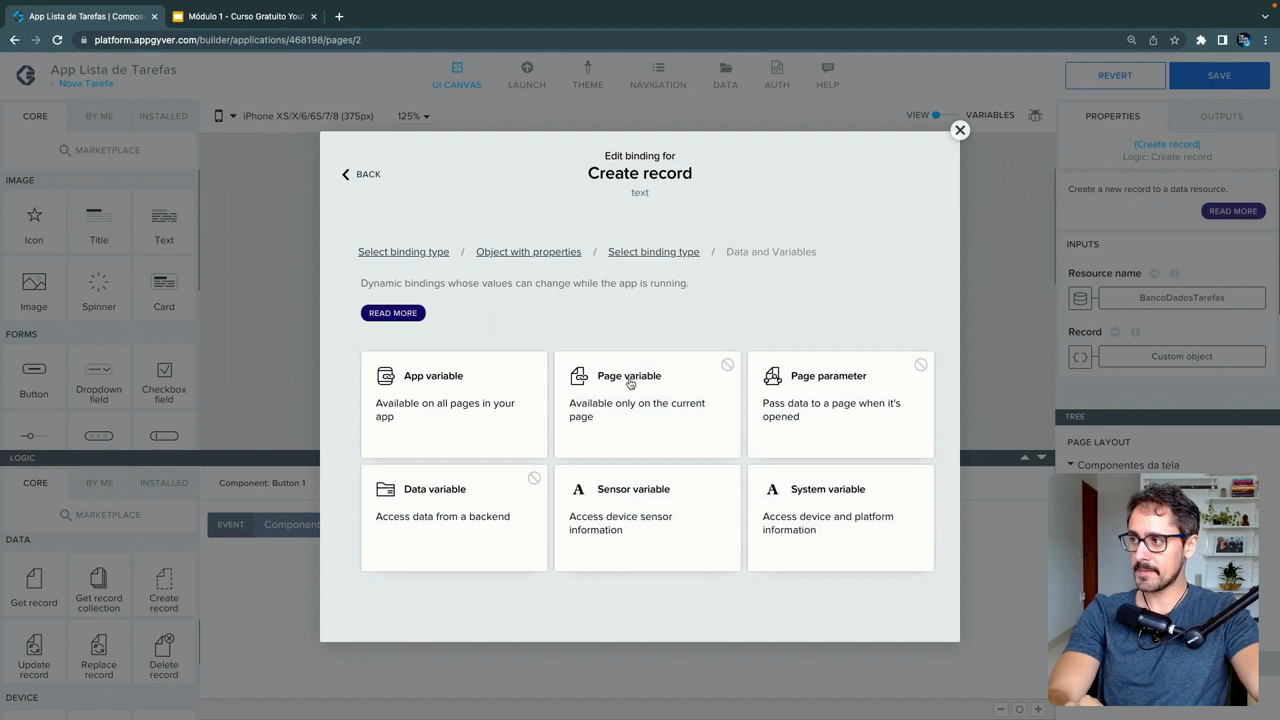 App Lista de Tarefas | Compos
Módulo 1 - Curso Gratuito Yout
platform.appgyver.com/builder/applications/468198/pages/2
App Lista de Tarefas
Nova Tarefa
UI CANVAS
LAUNCH
THEME
NAVIGATION
DATA
AUTH
HELP
REVERT
SAVE
CORE
BY ME
INSTALLED
iPhone XS/X/6/6S/7/8 (375px)
125%
VIEW
VARIABLES
PROPERTIES
OUTPUTS
MARKETPLACE
IMAGE
Icon
Title
Text
Image
Spinner
Card
FORMS
Button
Dropdown
field
Checkbox
field
LOGIC
CORE
BY ME
INSTALLED
Component: Button 1
MARKETPLACE
EVENT
Component
DATA
Get record
Get record
collection
Create
record
Update
record
Replace
record
Delete
record
DEVICE
BACK
Edit binding for
Create record
text
Select binding type / Object with properties / Select binding type / Data and Variables
Dynamic bindings whose values can change while the app is running.
READ MORE
App variable
Available on all pages in your
app
Page variable
Available only on the current
page
Page parameter
Pass data to a page when it's
opened
Data variable
Access data from a backend
Sensor variable
Access device sensor
information
System variable
Access device and platform
information
(Create record)
Logic: Create record
Create a new record to a data resource.
READ MORE
INPUTS
Resource name
BancoDadosTarefas
Record
Custom object
TREE
PAGE LAYOUT
Componentes da tela